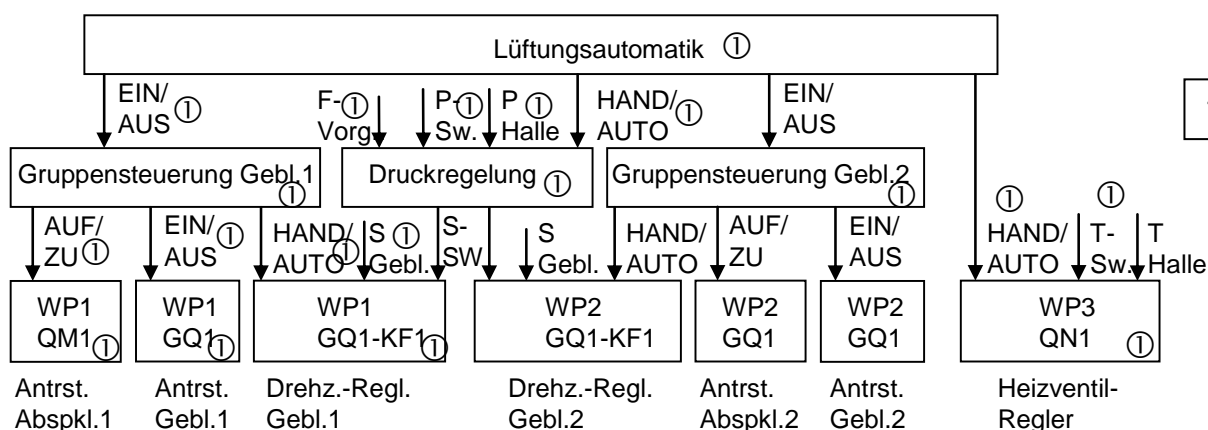 Lüftungsautomatik ①
EIN/
AUS ①
F- ①
Vorg
P- ①
Sw.
P ①
Halle
HAND/ ①
AUTO
EIN/
AUS
Gruppensteuerung Gebl.1 ①
Druckregelung ①
Gruppensteuerung Gebl.2 ①
AUF/
ZU ①
EIN/ ①
AUS
HAND/
AUTO ①
S ①
Gebl.
S-
SW
S
Gebl.
HAND/
AUTO
AUF/
ZU
EIN/
AUS
①
HAND/
AUTO
①
T-
Sw.
T
Halle
WP1
QM1 ①
WP1
GQ1 ①
WP1
GQ1-KF1 ①
WP2
GQ1-KF1
WP2
GQ1
WP2
GQ1
WP3
QN1 ①
Antrst.
Abspkl.1
Antrst.
Gebl.1
Drehz.-Regl.
Gebl.1
Drehz.-Regl.
Gebl.2
Antrst.
Abspkl.2
Antrst.
Gebl.2
Heizventil-
Regler